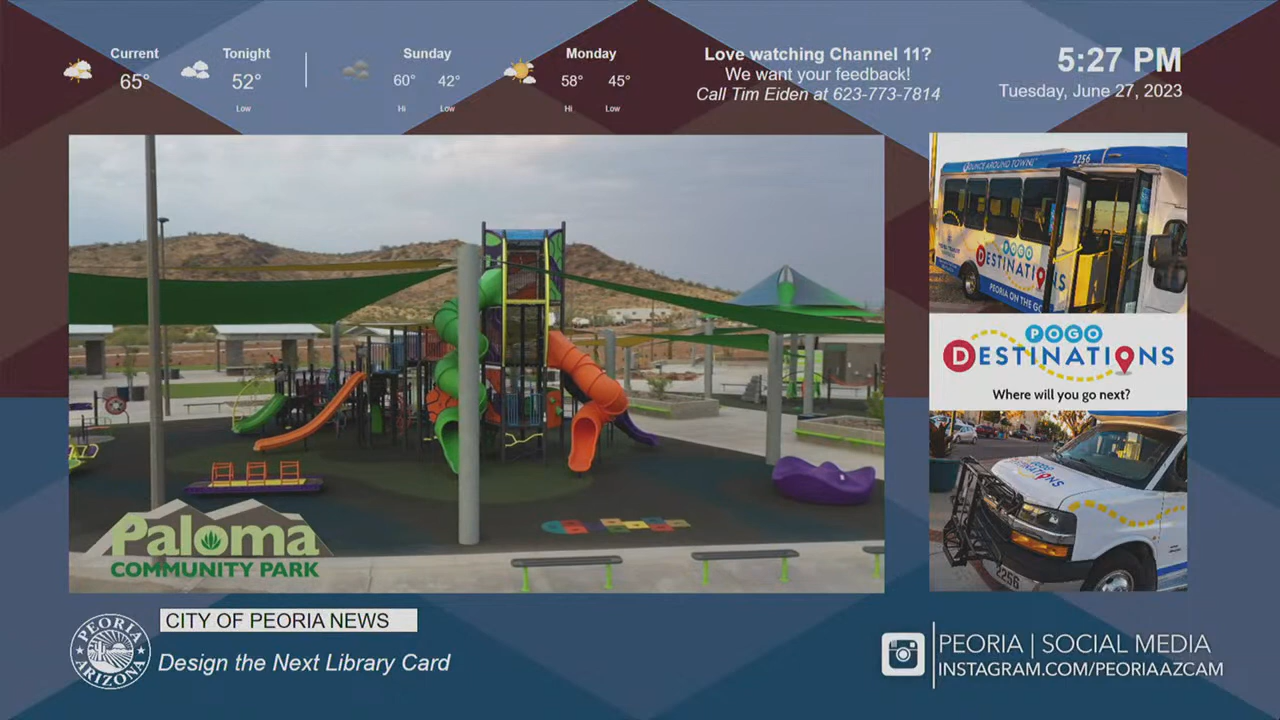 Current
65°
Tonight
52°
Low
Sunday
60° 42°
Hi Low
Monday
58° 45°
Hi Low
Love watching Channel 11?
We want your feedback!
Call Tim Eiden at 623-773-7814
5:27 PM
Tuesday, June 27, 2023
Paloma
COMMUNITY PARK
2256
POGO
DESTINATIONS
PEORIA ON THE GO
POGO
DESTINATIONS
Where will you go next?
POGO
DESTINATIONS
2256
PEORIA
ARIZONA
CITY OF PEORIA NEWS
Design the Next Library Card
PEORIA | SOCIAL MEDIA
INSTAGRAM.COM/PEORIAAZCAM